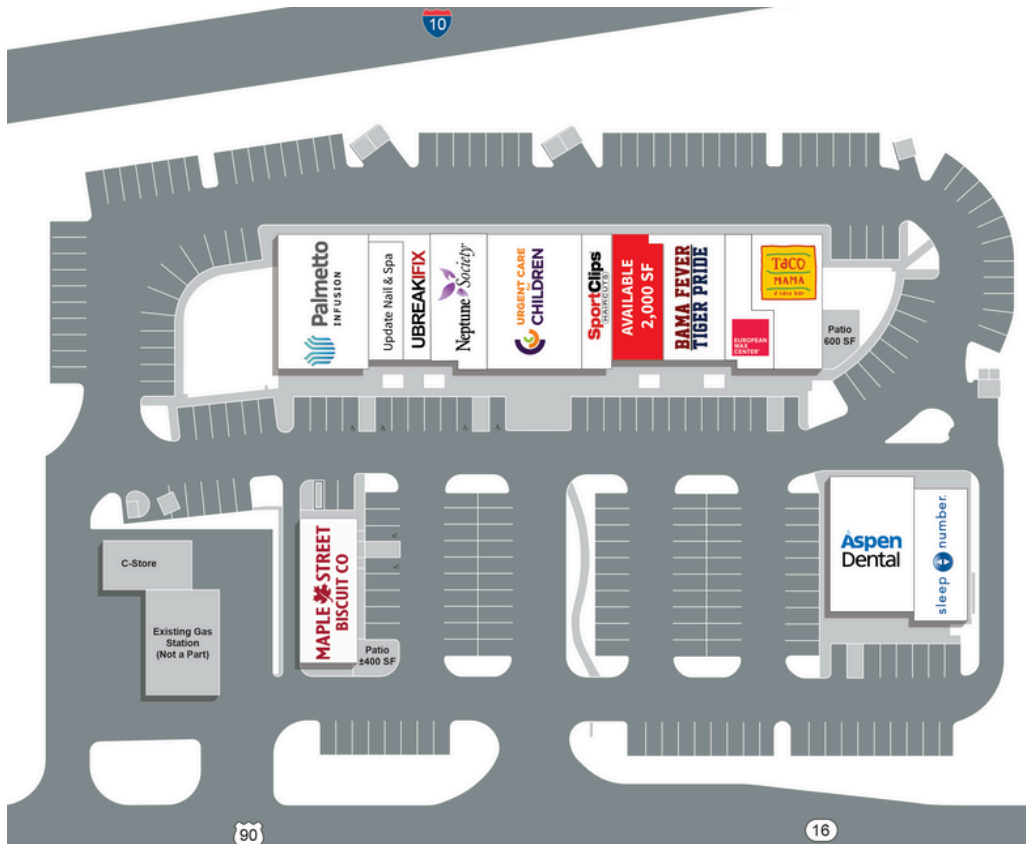 10
Palmetto
INFUSION
Update Nail & Spa
UBREAKIFIX
Neptune Society
URGENT CARE
for
CHILDREN
SportClips
HAIRCUTS
AVAILABLE
2,000 SF
BAMA FEVER
TIGER PRIDE
EUROPEAN
WAX
CENTER
TACO
MAMA
Patio
600 SF
C-Store
Existing Gas
Station
(Not a Part)
MAPLE STREET
BISCUIT CO
Patio
±400 SF
Aspen
Dental
sleep number
90
16